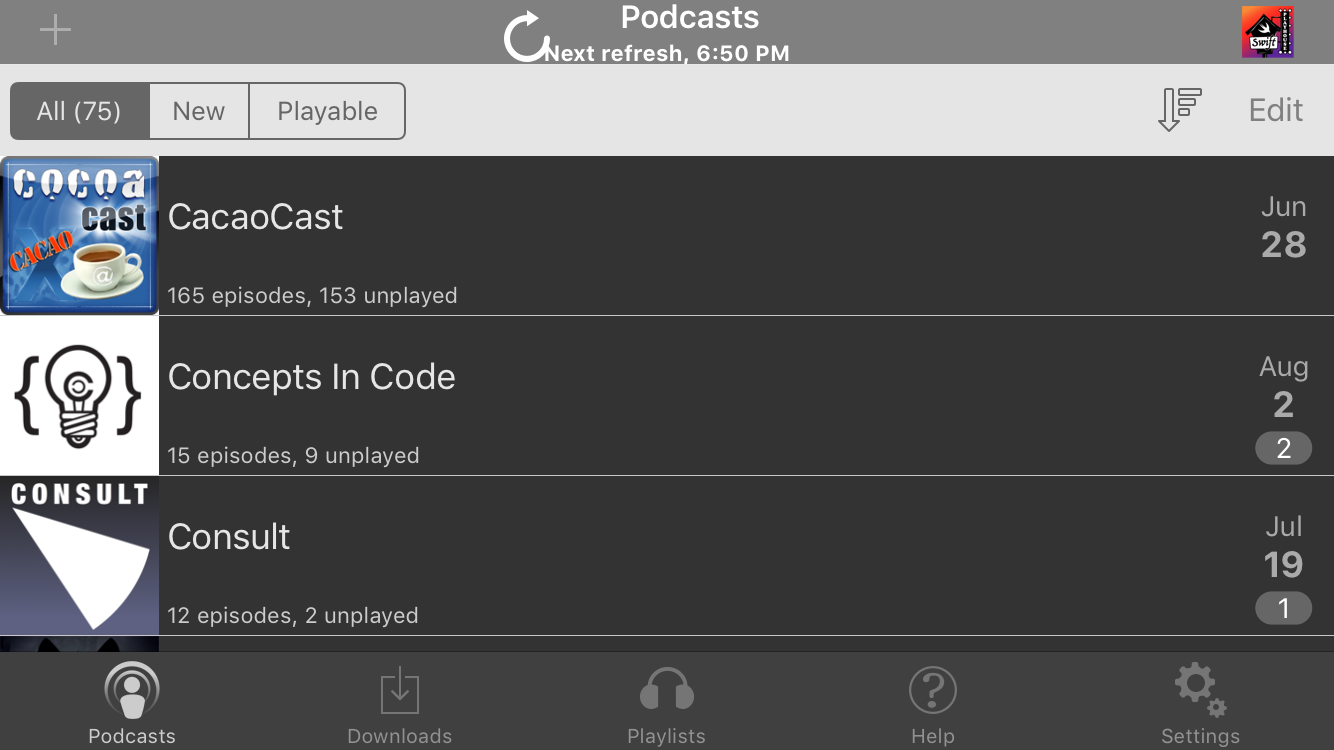 Podcasts
Next refresh, 6:50 PM
PLAYHOUSE
Swift
All (75)
New
Playable
Edit
cocoa
cast
CACAO
@
CacaoCast
165 episodes, 153 unplayed
Jun
28
Concepts In Code
15 episodes, 9 unplayed
Aug
2
2
CONSULT
Consult
12 episodes, 2 unplayed
Jul
19
1
Podcasts
Downloads
Playlists
Help
Settings